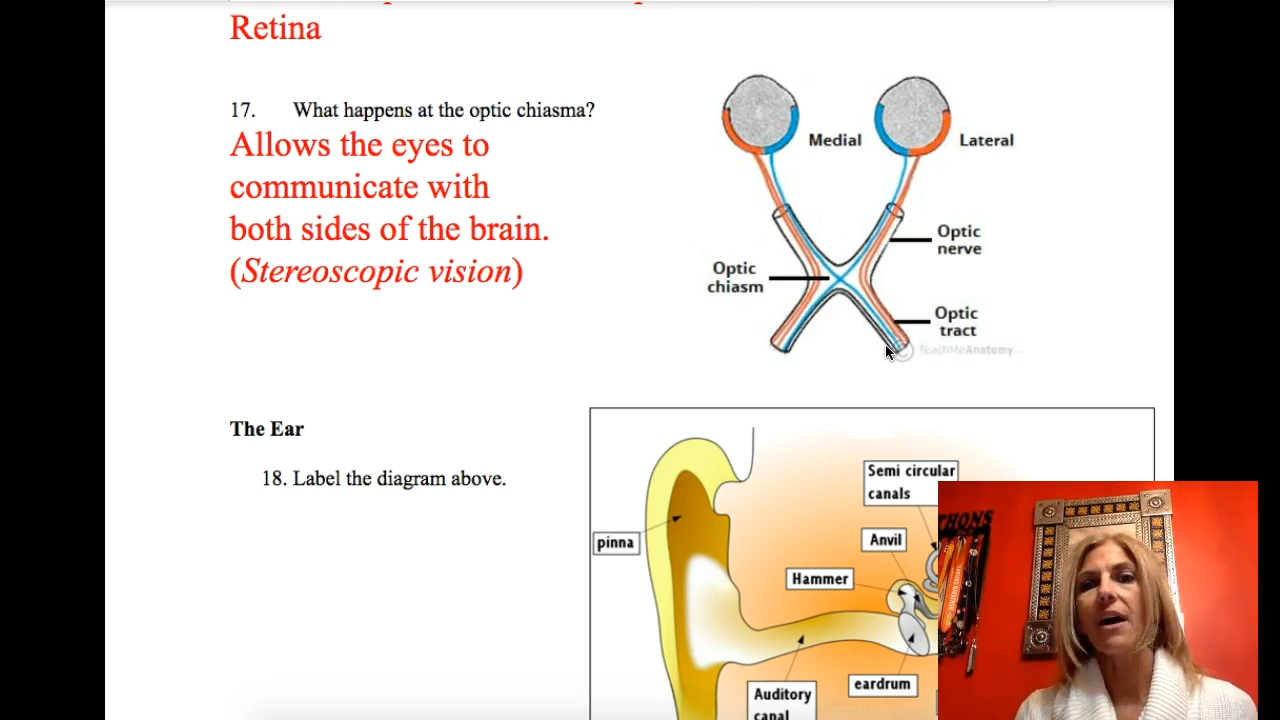 Retina
17. What happens at the optic chiasma?
Allows the eyes to
communicate with
both sides of the brain.
(Stereoscopic vision)
Medial
Lateral
Optic
nerve
Optic
chiasm
Optic
tract
TeachMeAnatomy
The Ear
18. Label the diagram above.
Semi circular
canals
pinna
Anvil
Hammer
eardrum
Auditory
canal